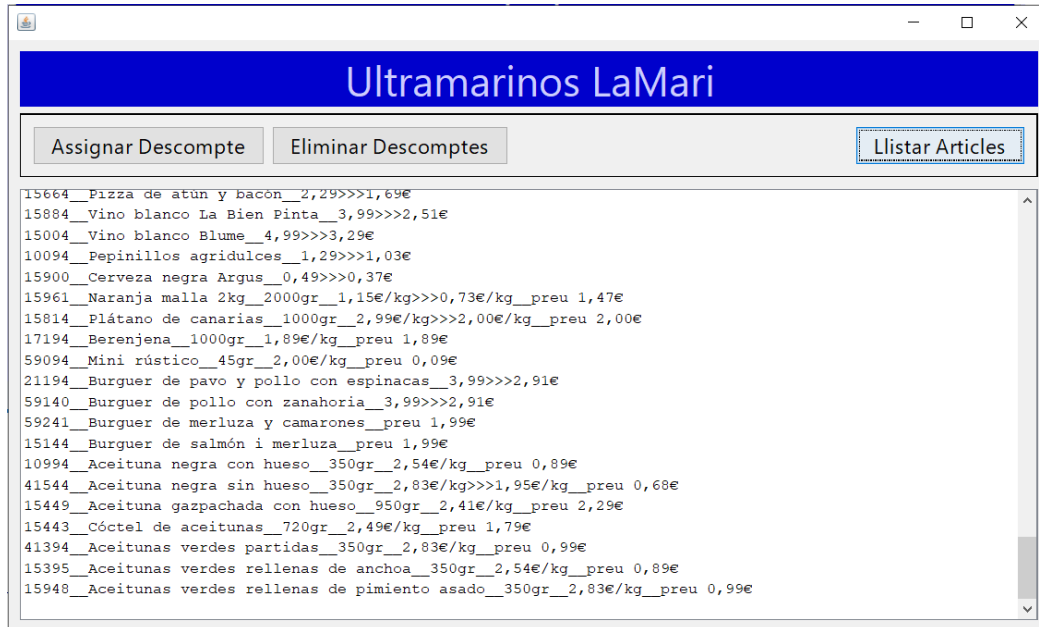 Ultramarinos LaMari
Assignar Descompte Eliminar Descomptes Llistar Articles
15664__Pizza de atún y bacón__2,29>>>1,69€
15884__Vino blanco La Bien Pinta__3,99>>>2,51€
15004__Vino blanco Blume__4,99>>>3,29€
10094__Pepinillos agridulces__1,29>>>1,03€
15900__Cerveza negra Argus__0,49>>>0,37€
15961__Naranja malla 2kg__2000gr__1,15€/kg>>>0,73€/kg__preu 1,47€
15814__Plátano de canarias__1000gr__2,99€/kg>>>2,00€/kg__preu 2,00€
17194__Berenjena__1000gr__1,89€/kg__preu 1,89€
59094__Mini rústico__45gr__2,00€/kg__preu 0,09€
21194__Burguer de pavo y pollo con espinacas__3,99>>>2,91€
59140__Burguer de pollo con zanahoria__3,99>>>2,91€
59241__Burguer de merluza y camarones__preu 1,99€
15144__Burguer de salmón i merluza__preu 1,99€
10994__Aceituna negra con hueso__350gr__2,54€/kg__preu 0,89€
41544__Aceituna negra sin hueso__350gr__2,83€/kg>>>1,95€/kg__preu 0,68€
15449__Aceituna gazpachada con hueso__950gr__2,41€/kg__preu 2,29€
15443__Cóctel de aceitunas__720gr__2,49€/kg__preu 1,79€
41394__Aceitunas verdes partidas__350gr__2,83€/kg__preu 0,99€
15395__Aceitunas verdes rellenas de anchoa__350gr__2,54€/kg__preu 0,89€
15948__Aceitunas verdes rellenas de pimiento asado__350gr__2,83€/kg__preu 0,99€